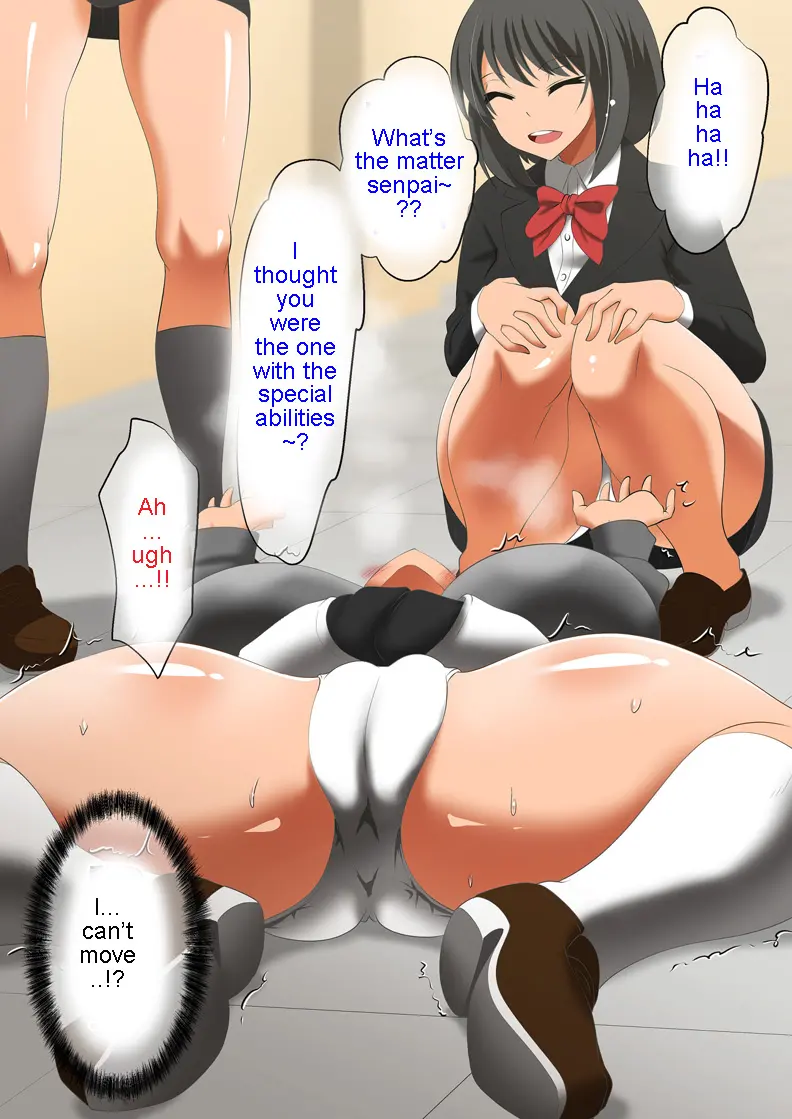 Ha
ha
ha
ha!!
What's
the matter
senpai~
??
I
thought
you
were
the one
with the
special
abilities
~?
Ah
...
ugh
...!!
I...
can't
move
..!?